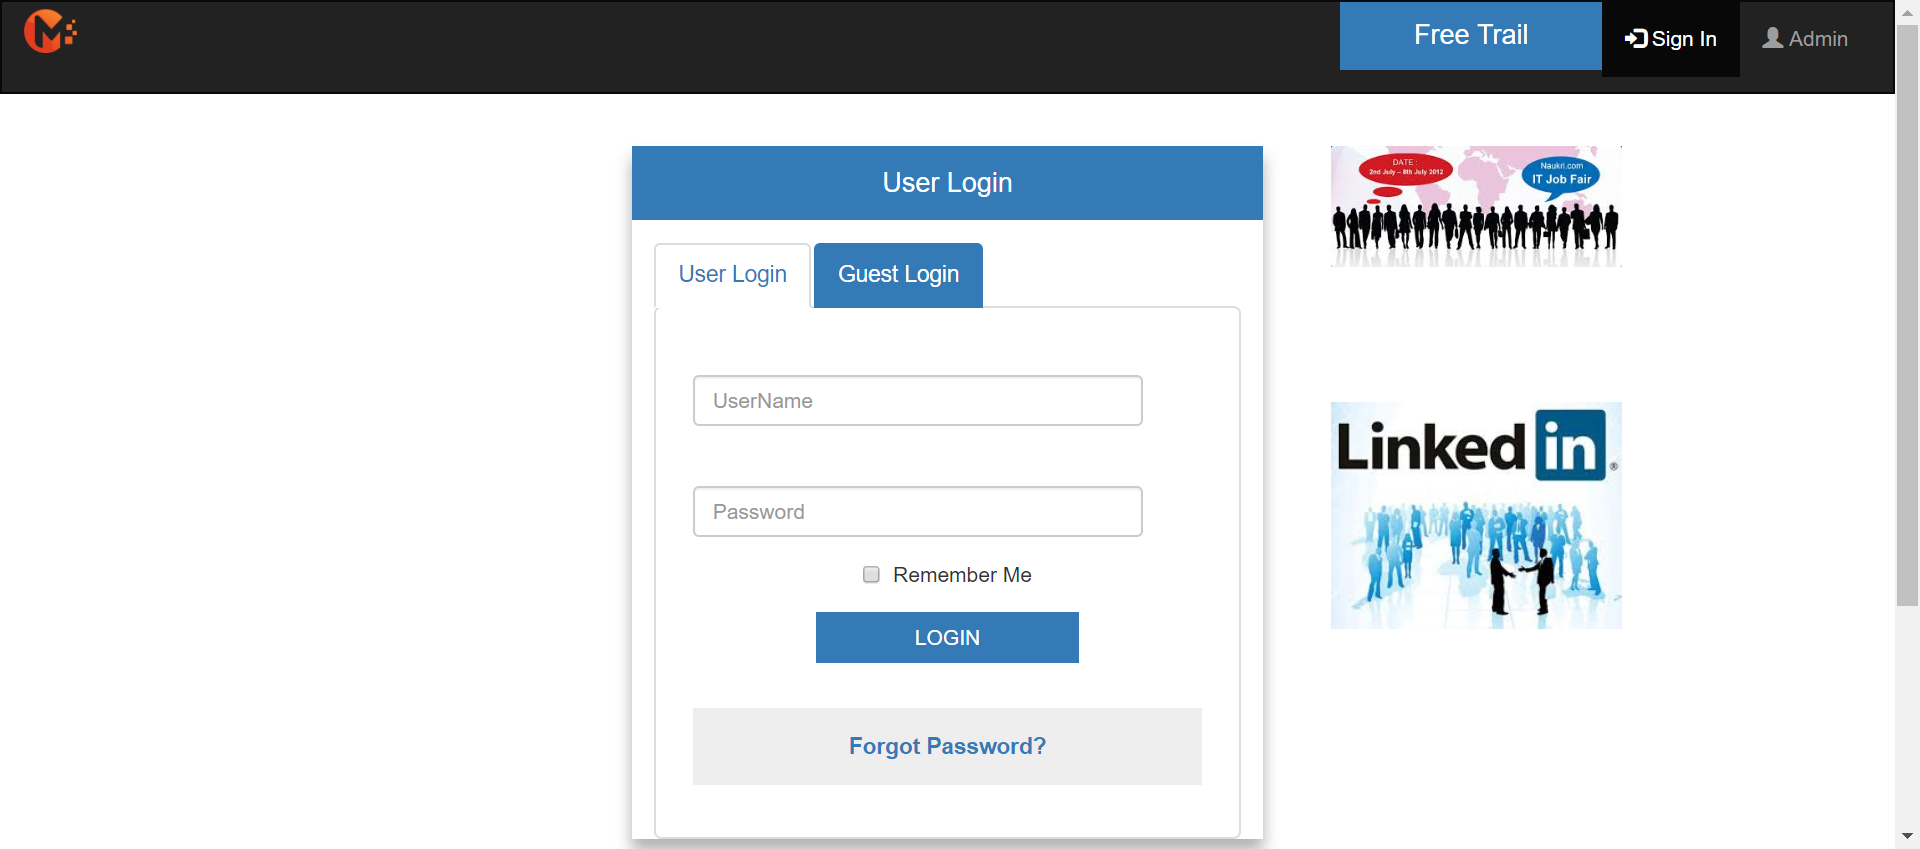 Free Trail
Sign In
Admin
User Login
User Login
Guest Login
UserName
Password
Remember Me
LOGIN
Forgot Password?
DATE :
2nd July – 8th July 2012
Naukri.com
IT Job Fair
Linked in®